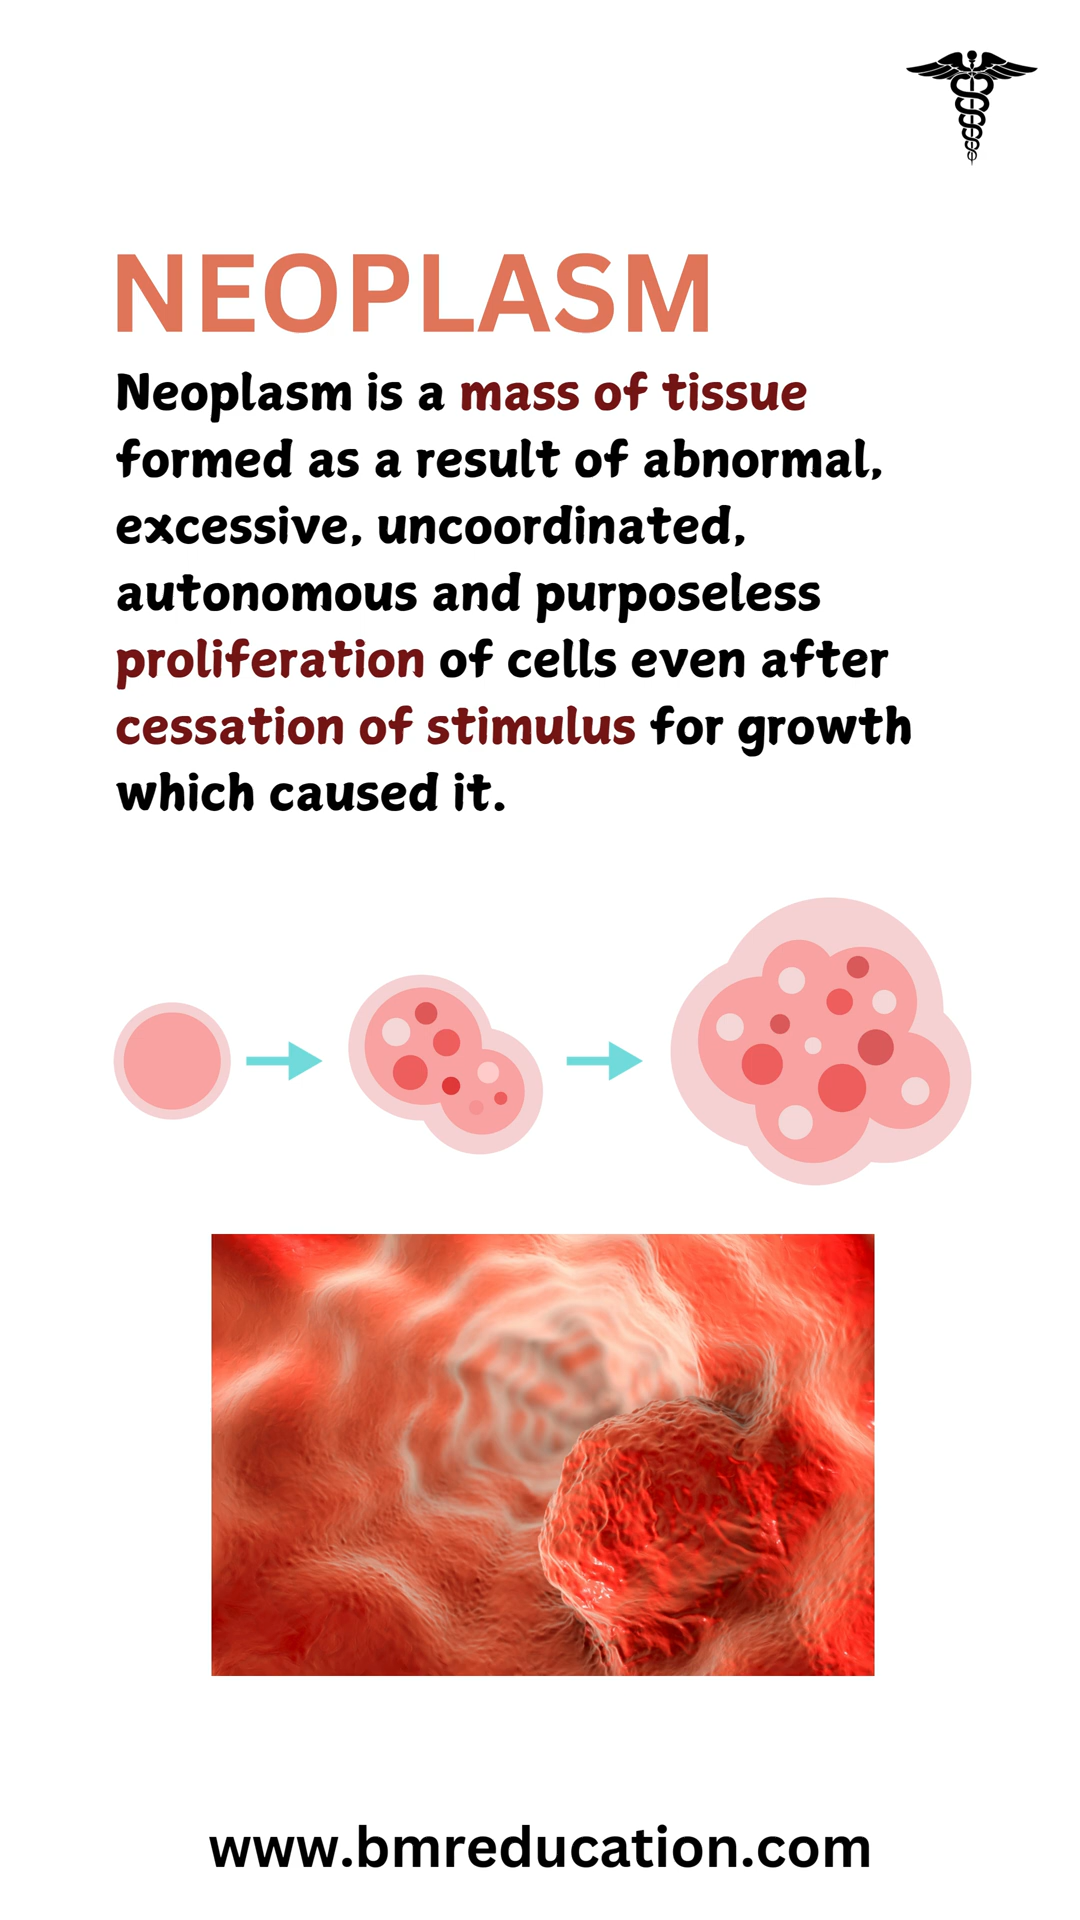 NEOPLASM
Neoplasm is a mass of tissue
formed as a result of abnormal,
excessive, uncoordinated,
autonomous and purposeless
proliferation of cells even after
cessation of stimulus for growth
which caused it.
www.bmreducation.com